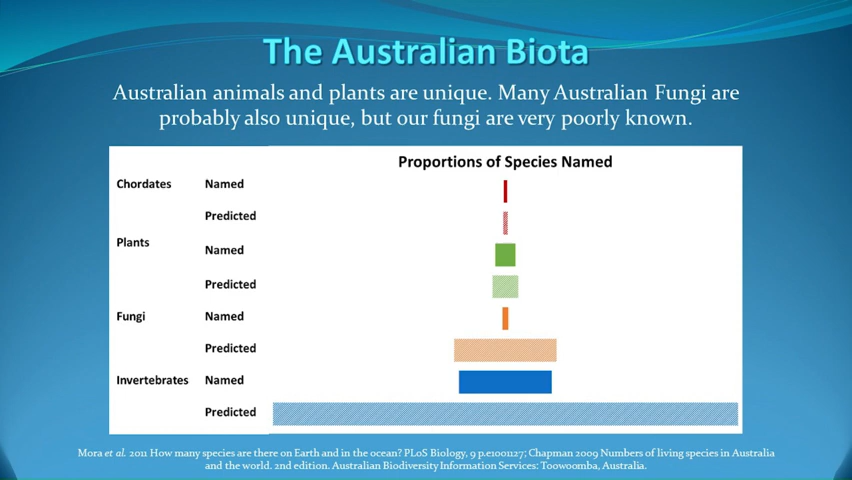 The Australian Biota
Australian animals and plants are unique. Many Australian Fungi are
probably also unique, but our fungi are very poorly known.
Proportions of Species Named
Chordates Named
Predicted
Plants
Named
Predicted
Fungi Named
Predicted
Invertebrates Named
Predicted
Mora et al. 2011 How many species are there on Earth and in the ocean? PLoS Biology, 9 p.e1001127; Chapman 2009 Numbers of living species in Australia
and the world. 2nd edition. Australian Biodiversity Information Services: Toowoomba, Australia.